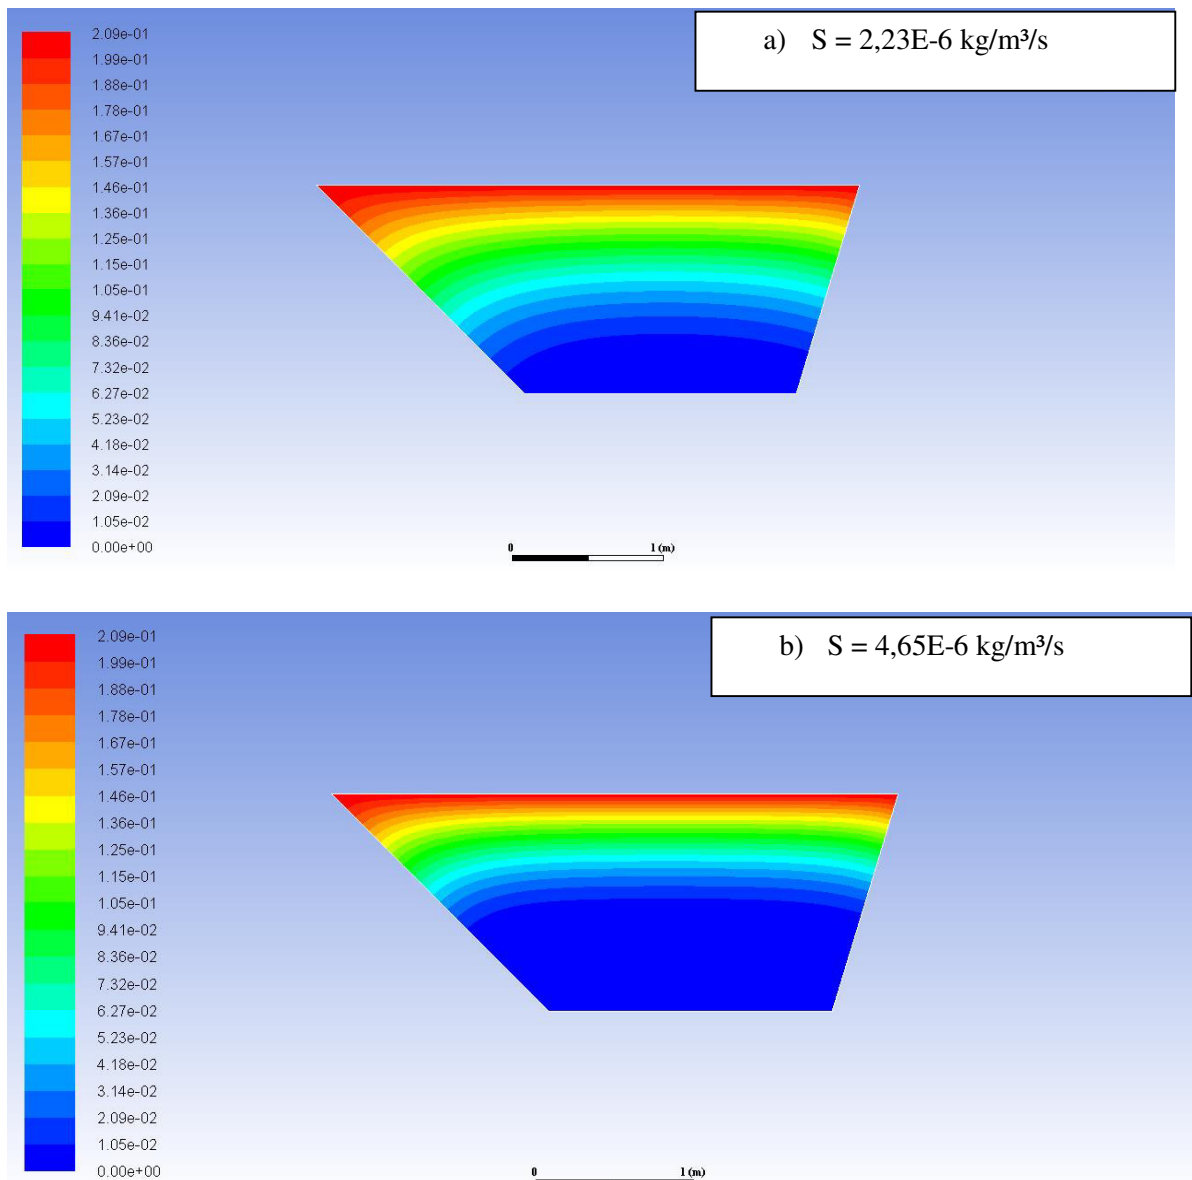 a) S = 2,23E-6 kg/m³/s
2.09e-01
1.99e-01
1.88e-01
1.78e-01
1.67e-01
1.57e-01
1.46e-01
1.36e-01
1.25e-01
1.15e-01
1.05e-01
9.41e-02
8.36e-02
7.32e-02
6.27e-02
5.23e-02
4.18e-02
3.14e-02
2.09e-02
1.05e-02
0.00e+00
0 1 (m)
b) S = 4,65E-6 kg/m³/s
2.09e-01
1.99e-01
1.88e-01
1.78e-01
1.67e-01
1.57e-01
1.46e-01
1.36e-01
1.25e-01
1.15e-01
1.05e-01
9.41e-02
8.36e-02
7.32e-02
6.27e-02
5.23e-02
4.18e-02
3.14e-02
2.09e-02
1.05e-02
0.00e+00
0 1 (m)